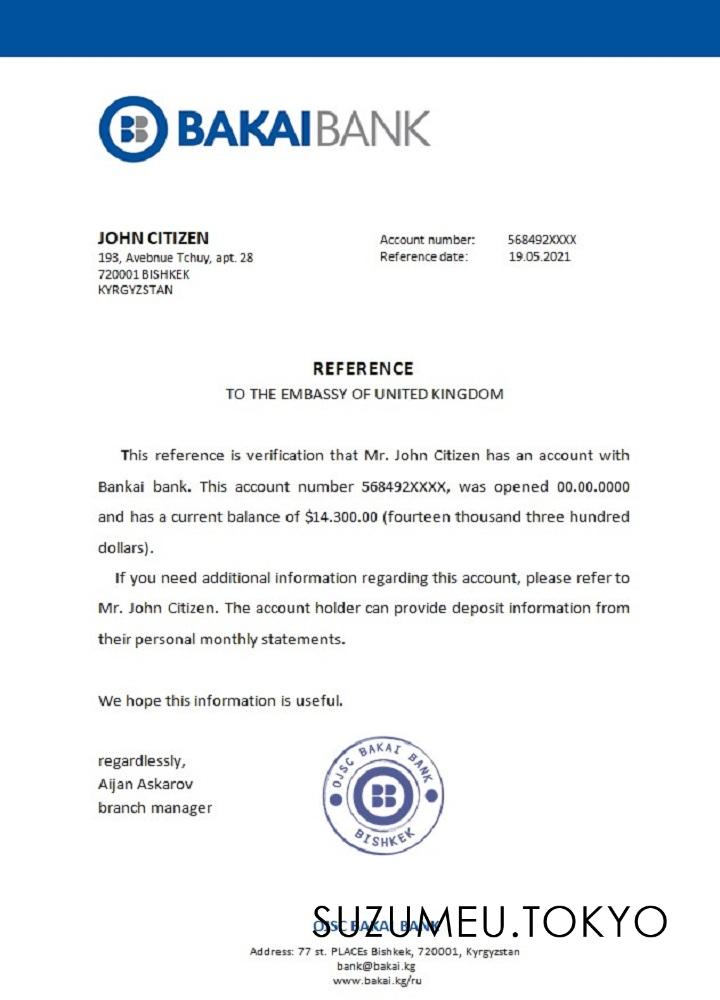 BAKAI BANK
JOHN CITIZEN
193, Avebnue Tchuy, apt. 28
720001 BISHKEK
KYRGYZSTAN
Account number: 568492XXXX
Reference date: 19.05.2021
REFERENCE
TO THE EMBASSY OF UNITED KINGDOM
This reference is verification that Mr. John Citizen has an account with
Bankai bank. This account number 568492XXXX, was opened 00.00.0000
and has a current balance of $14.300.00 (fourteen thousand three hundred
dollars).
If you need additional information regarding this account, please refer to
Mr. John Citizen. The account holder can provide deposit information from
their personal monthly statements.
We hope this information is useful.
regardlessly,
Aijan Askarov
branch manager
OJSC BAKAI BANK
BISHKEK
OJSC BAKAI BANK
SUZUMEU.TOKYO
Address: 77 st. PLACEs Bishkek, 720001, Kyrgyzstan
bank@bakai.kg
www.bakai.kg/ru